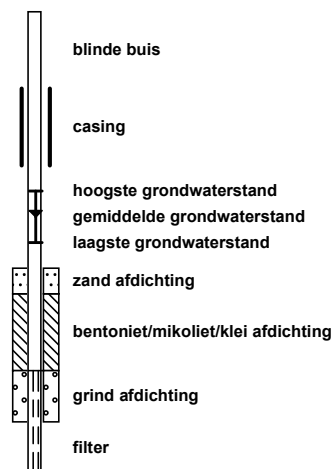 blinde buis
casing
hoogste grondwaterstand
gemiddelde grondwaterstand
laagste grondwaterstand
zand afdichting
bentoniet/mikoliet/klei afdichting
grind afdichting
filter